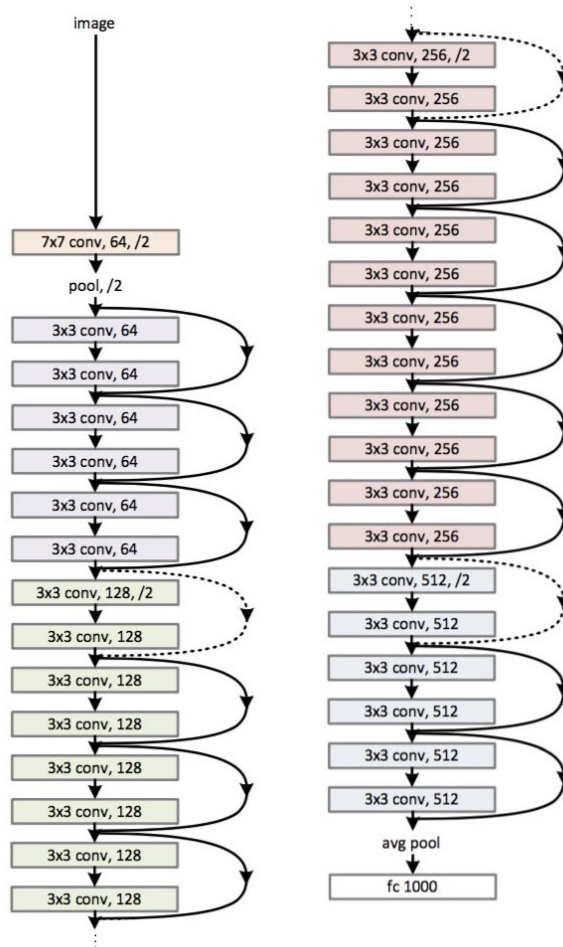 image
7x7 conv, 64, /2
pool, /2
3x3 conv, 64
3x3 conv, 64
3x3 conv, 64
3x3 conv, 64
3x3 conv, 64
3x3 conv, 64
3x3 conv, 128, /2
3x3 conv, 128
3x3 conv, 128
3x3 conv, 128
3x3 conv, 128
3x3 conv, 128
3x3 conv, 128
3x3 conv, 128
3x3 conv, 256, /2
3x3 conv, 256
3x3 conv, 256
3x3 conv, 256
3x3 conv, 256
3x3 conv, 256
3x3 conv, 256
3x3 conv, 256
3x3 conv, 256
3x3 conv, 256
3x3 conv, 256
3x3 conv, 256
3x3 conv, 512, /2
3x3 conv, 512
3x3 conv, 512
3x3 conv, 512
3x3 conv, 512
3x3 conv, 512
avg pool
fc 1000